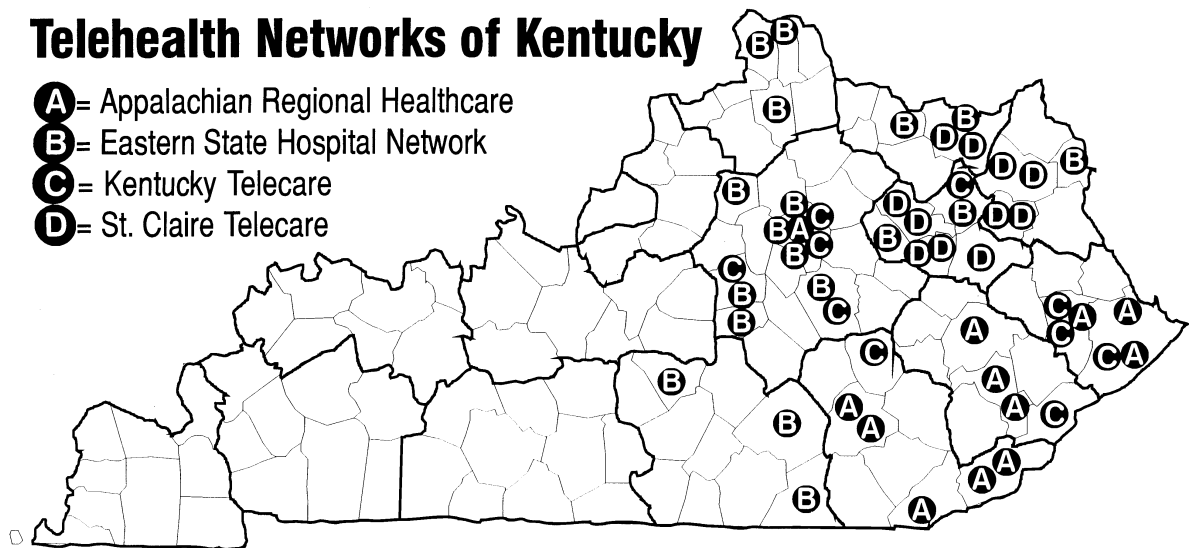 Telehealth Networks of Kentucky
A = Appalachian Regional Healthcare
B = Eastern State Hospital Network
C = Kentucky Telecare
D = St. Claire Telecare
B B
B
B B
D D
D D B
C
B
B C D D B D D
B A C B D D D
B
C
B B C
C A A
B A C
C C A
B A
A A C
B A
A
A
B
A